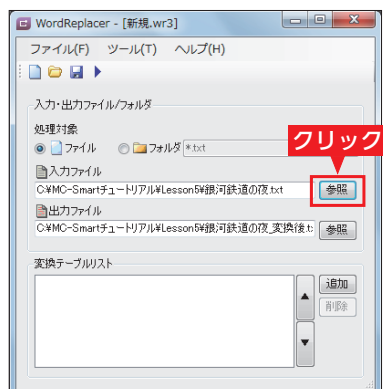 WordReplacer - [新規.wr3]
ファイル(F) ツール(T) ヘルプ(H)
入力・出力ファイル/フォルダ
処理対象
ファイル フォルダ *.txt
クリック
入力ファイル
C:¥MC-Smartチュートリアル¥Lesson5¥銀河鉄道の夜.txt 参照
出力ファイル
C:¥MC-Smartチュートリアル¥Lesson5¥銀河鉄道の夜_変換後.t 参照
変換テーブルリスト
追加
▲
削除
▼